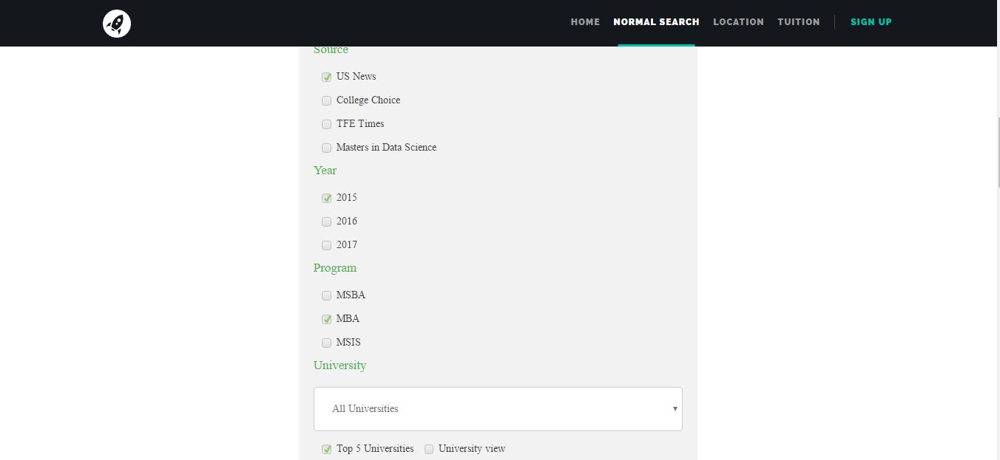 HOME NORMAL SEARCH LOCATION TUITION SIGN UP
Source
US News
College Choice
TFE Times
Masters in Data Science
Year
2015
2016
2017
Program
MSBA
MBA
MSIS
University
All Universities
Top 5 Universities University view